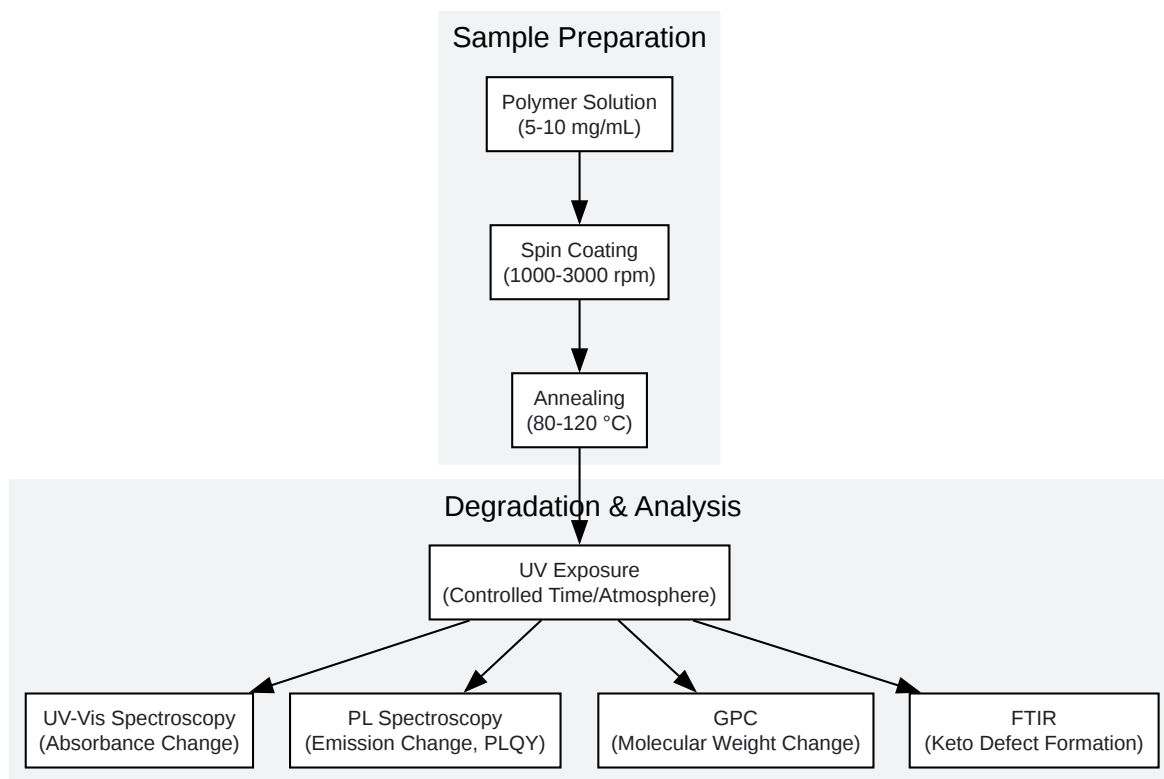 Sample Preparation
Polymer Solution
(5-10 mg/mL)
Spin Coating
(1000-3000 rpm)
Annealing
(80-120 °C)
Degradation & Analysis
UV Exposure
(Controlled Time/Atmosphere)
UV-Vis Spectroscopy
(Absorbance Change)
PL Spectroscopy
(Emission Change, PLQY)
GPC
(Molecular Weight Change)
FTIR
(Keto Defect Formation)